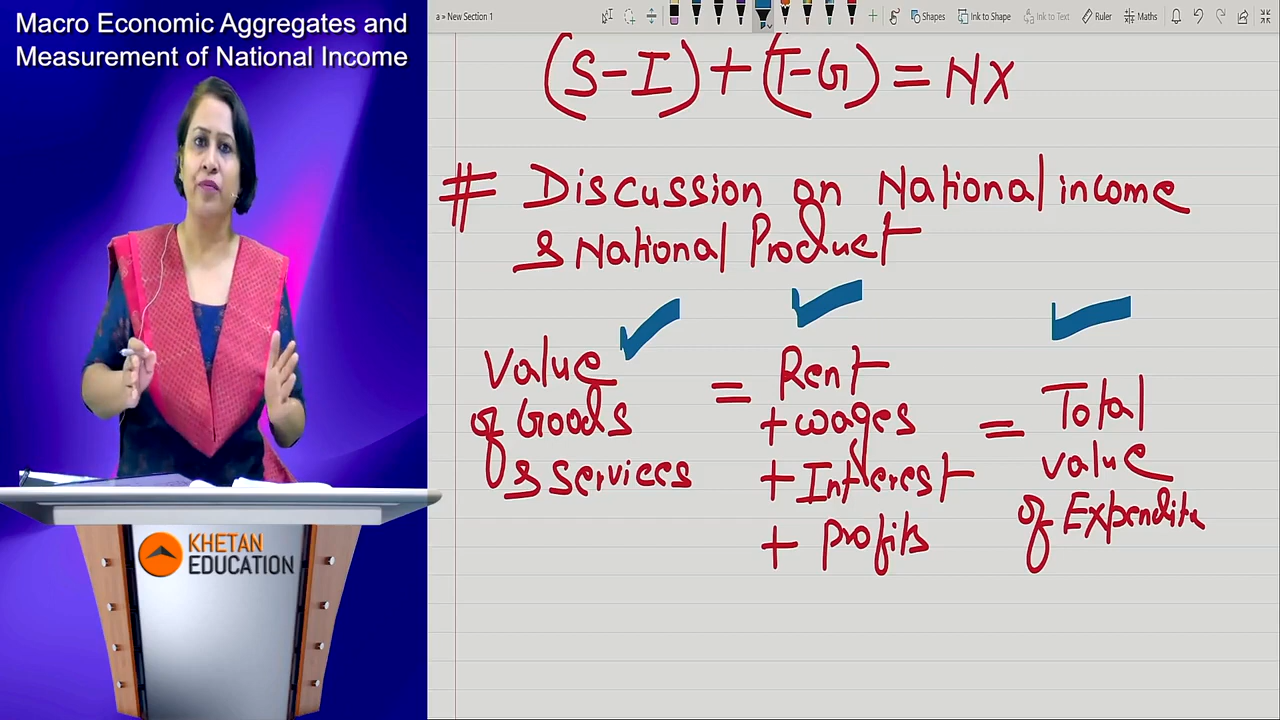 Macro Economic Aggregates and
Measurement of National Income
a » New Section 1
Shapes
Ink to Shape
Ink to Text
Ruler
Maths
(S-I)+(T-G)=NX
# Discussion on National income
& National Product
Value
of Goods
& Services
=
Rent
+ wages
+ Interest
+ Profits
=
Total
value
of Expenditure
KHETAN
EDUCATION